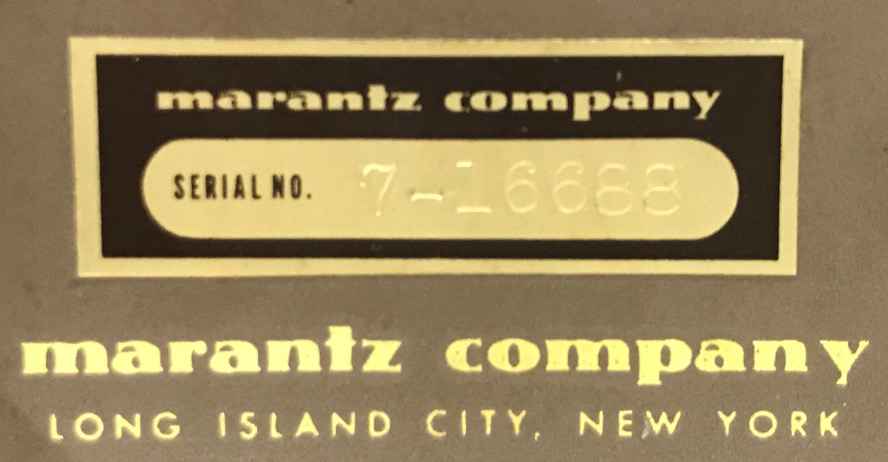 marantz company
SERIAL NO. 7-16688
marantz company
LONG ISLAND CITY, NEW YORK